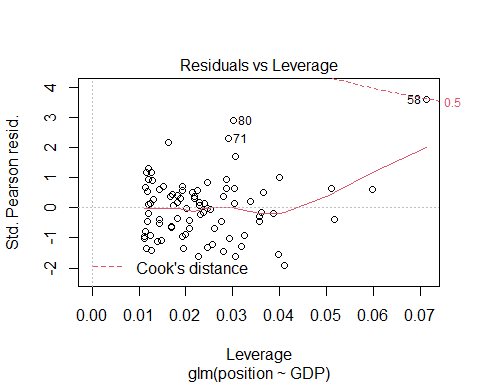 Residuals vs Leverage
Std. Pearson resid.
4
3
2
1
0
-1
-2
58
0.5
80
71
Cook's distance
0.00 0.01 0.02 0.03 0.04 0.05 0.06 0.07
Leverage
glm(position ~ GDP)